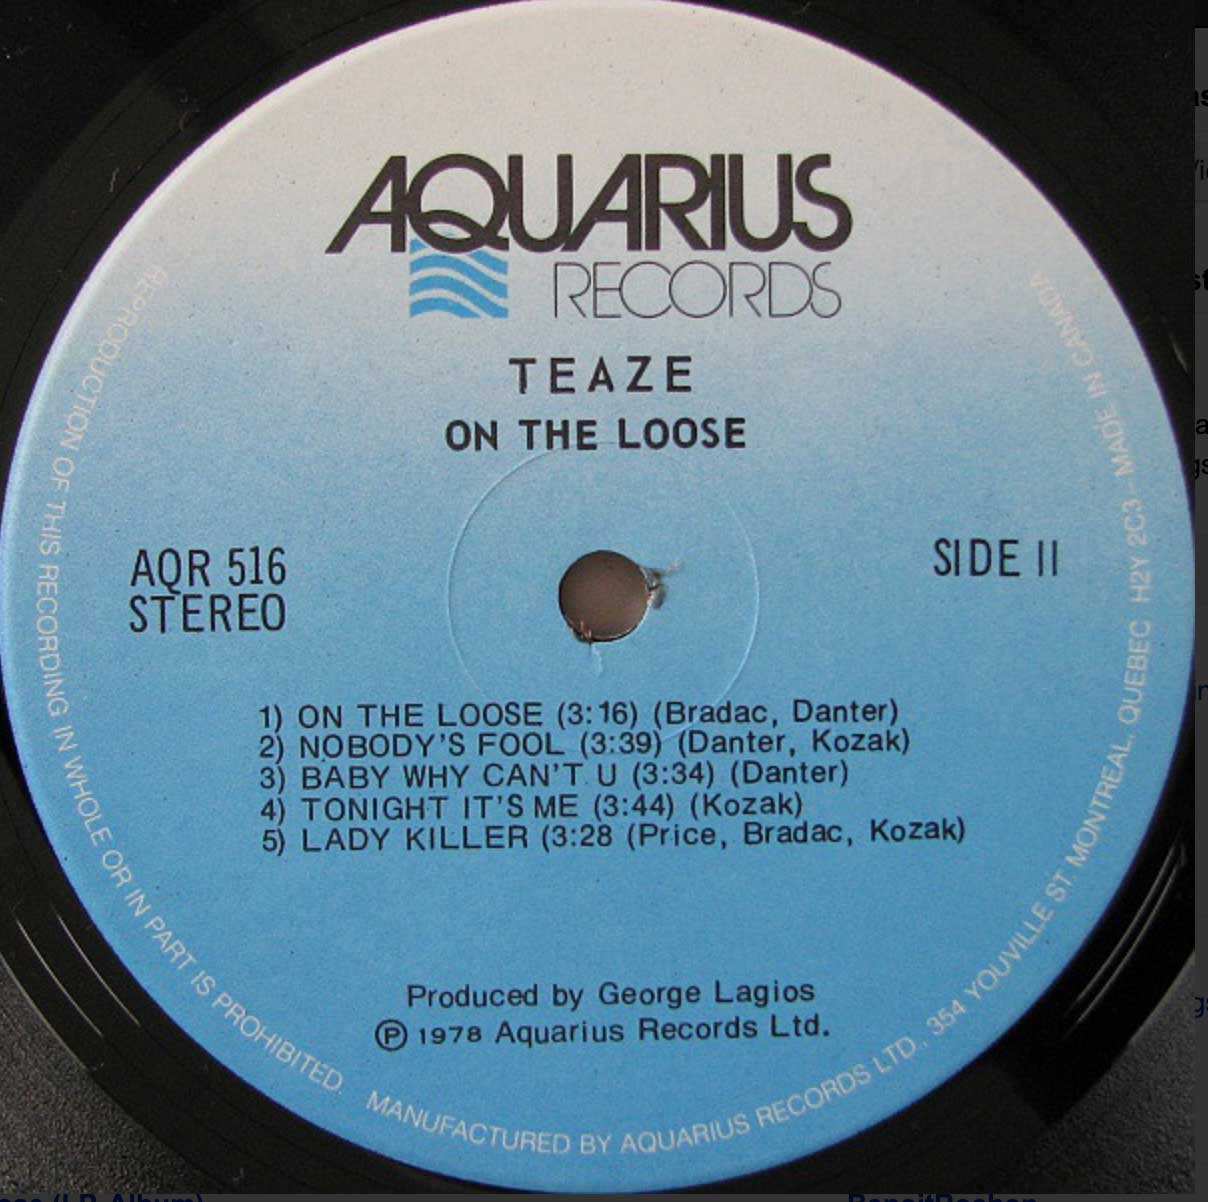 AQUARIUS
RECORDS
TEAZE
ON THE LOOSE
AQR 516
STEREO
SIDE II
1) ON THE LOOSE (3:16) (Bradac, Danter)
2) NOBODY'S FOOL (3:39) (Danter, Kozak)
3) BABY WHY CAN'T U (3:34) (Danter)
4) TONIGHT IT'S ME (3:44) (Kozak)
5) LADY KILLER (3:28 (Price, Bradac, Kozak)
Produced by George Lagios
℗ 1978 Aquarius Records Ltd.
REPRODUCTION OF THIS RECORDING IN WHOLE OR IN PART IS PROHIBITED. MANUFACTURED BY AQUARIUS RECORDS LTD., 354 YOUVILLE ST. MONTREAL, QUEBEC H2Y 2C3 - MADE IN CANADA